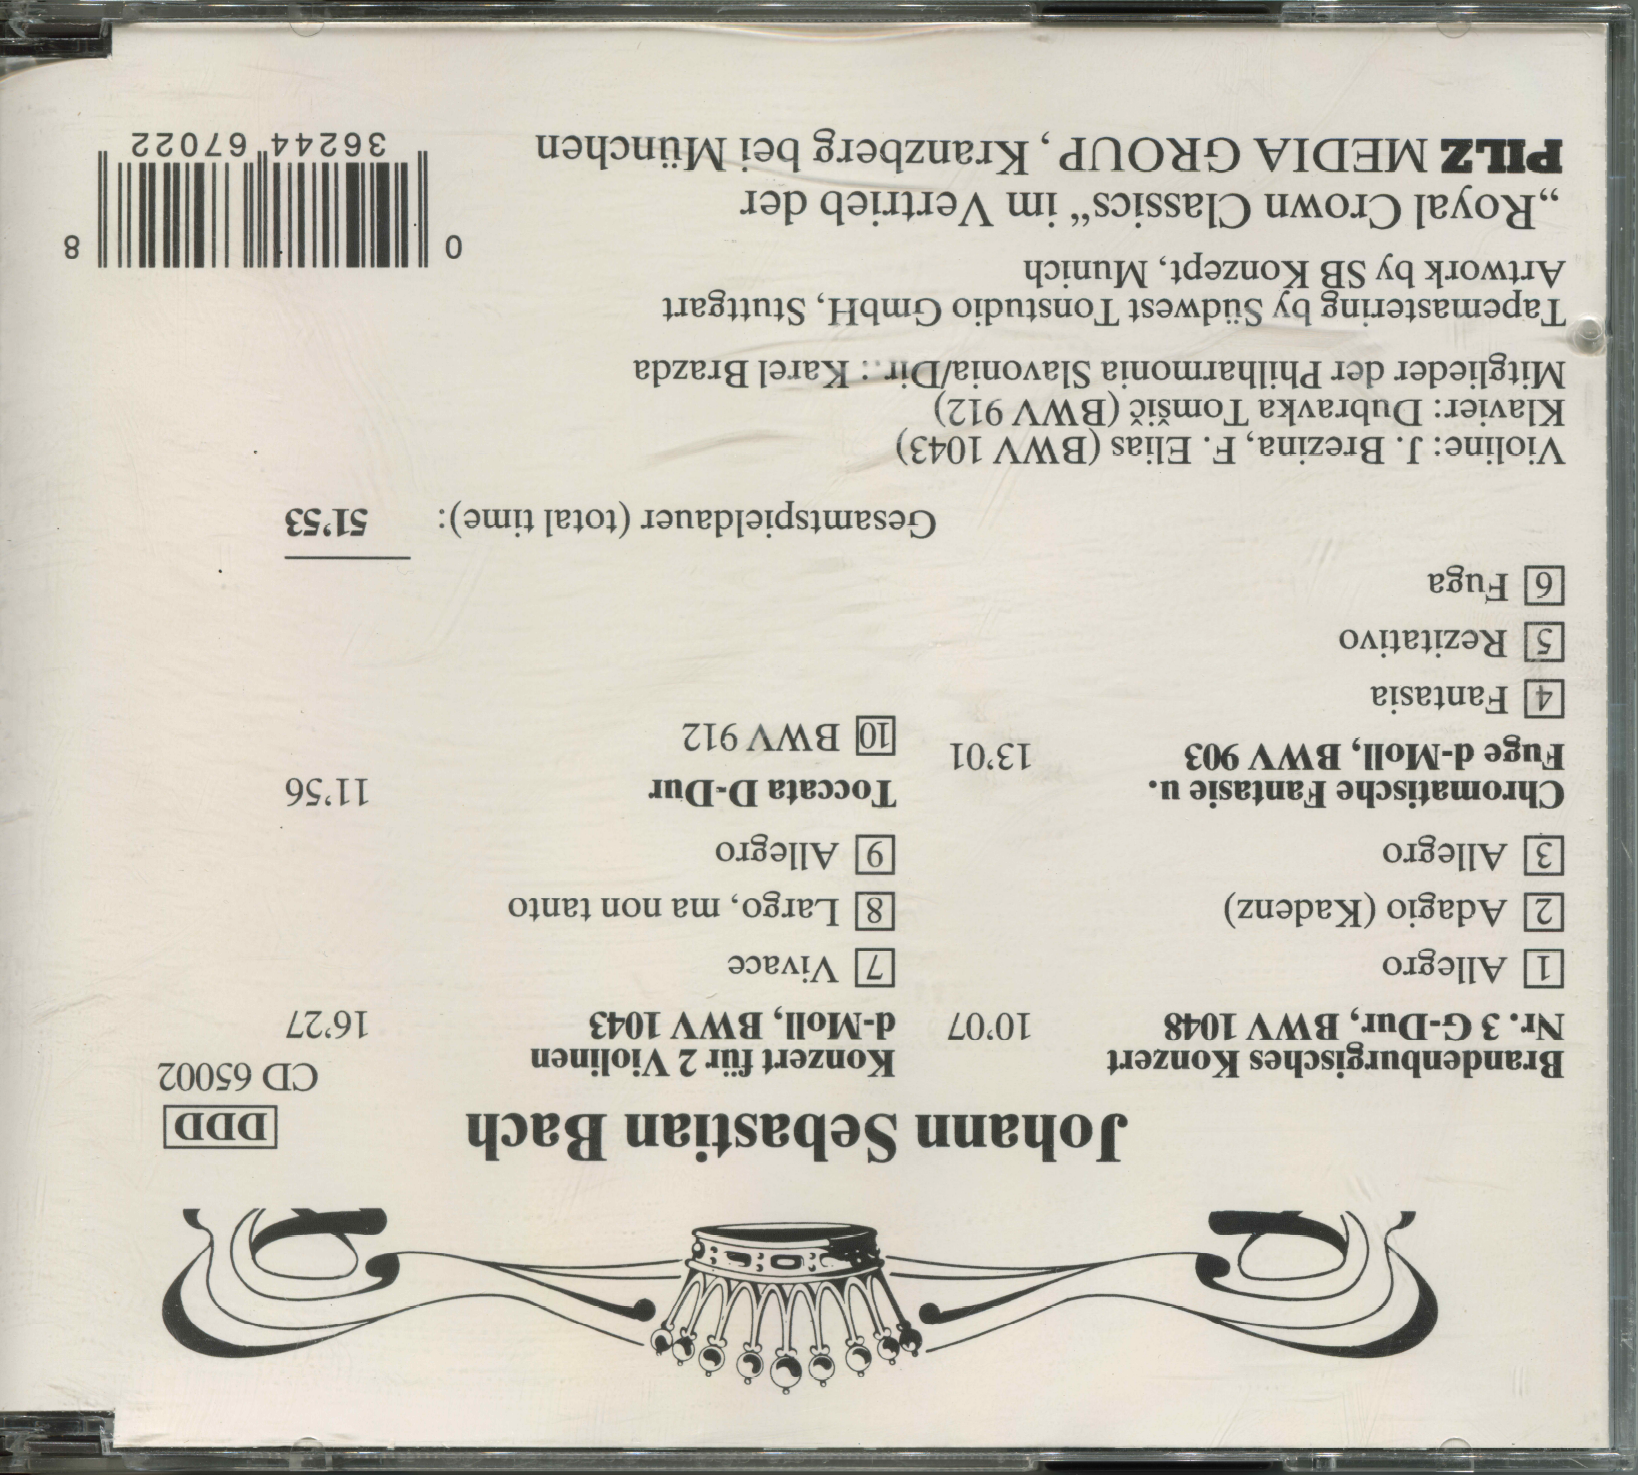 Johann Sebastian Bach
DDD
CD 65002
Brandenburgisches Konzert
Nr. 3 G-Dur, BWV 1048 10'07
1 Allegro
2 Adagio (Kadenz)
3 Allegro
Chromatische Fantasie u.
Fuge d-Moll, BWV 903 13'01
4 Fantasia
5 Rezitativo
6 Fuga
Konzert für 2 Violinen
d-Moll, BWV 1043 16'27
7 Vivace
8 Largo, ma non tanto
9 Allegro
Toccata D-Dur 11'56
10 BWV 912
Gesamtspieldauer (total time): 51'53
Violine: J. Brezina, F. Elias (BWV 1043)
Klavier: Dubravka Tomšič (BWV 912)
Mitglieder der Philharmonia Slavonia/Dir.: Karel Brazda
Tapemastering by Südwest Tonstudio GmbH, Stuttgart
Artwork by SB Konzept, Munich
„Royal Crown Classics“ im Vertrieb der
PILZ MEDIA GROUP, Kranzberg bei München
0 36244 67022 8